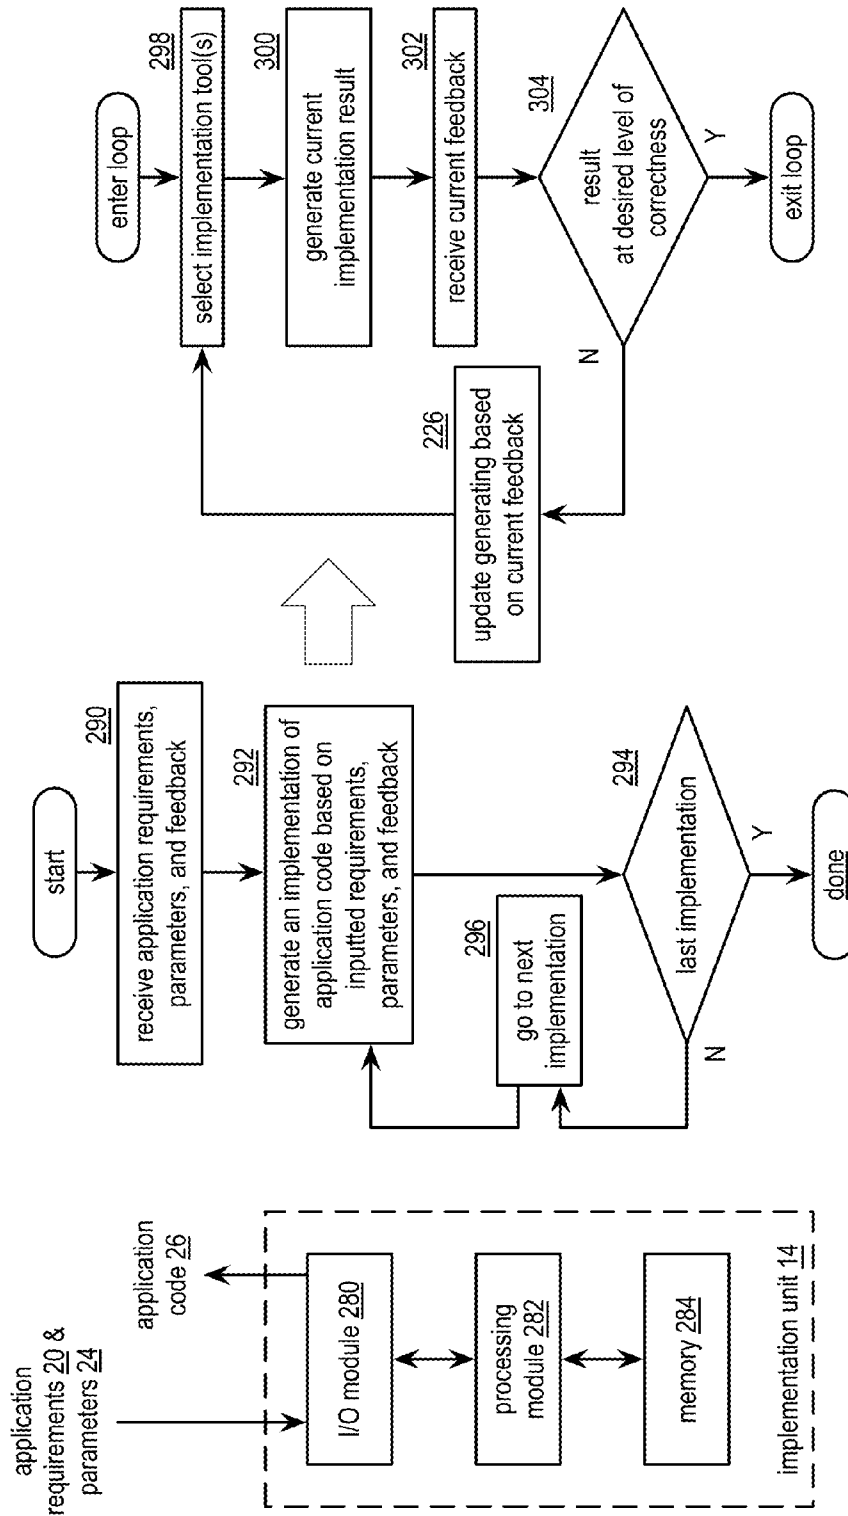 application
requirements 20 &
parameters 24
application
code 26
I/O module 280
processing
module 282
memory 284
implementation unit 14
start
290
receive application requirements,
parameters, and feedback
292
generate an implementation of
application code based on
inputted requirements,
parameters, and feedback
296
go to next
implementation
294
last implementation
N
Y
done
enter loop
298
select implementation tool(s)
300
generate current
implementation result
302
receive current feedback
304
result
at desired level of
correctness
N
Y
226
update generating based
on current feedback
exit loop